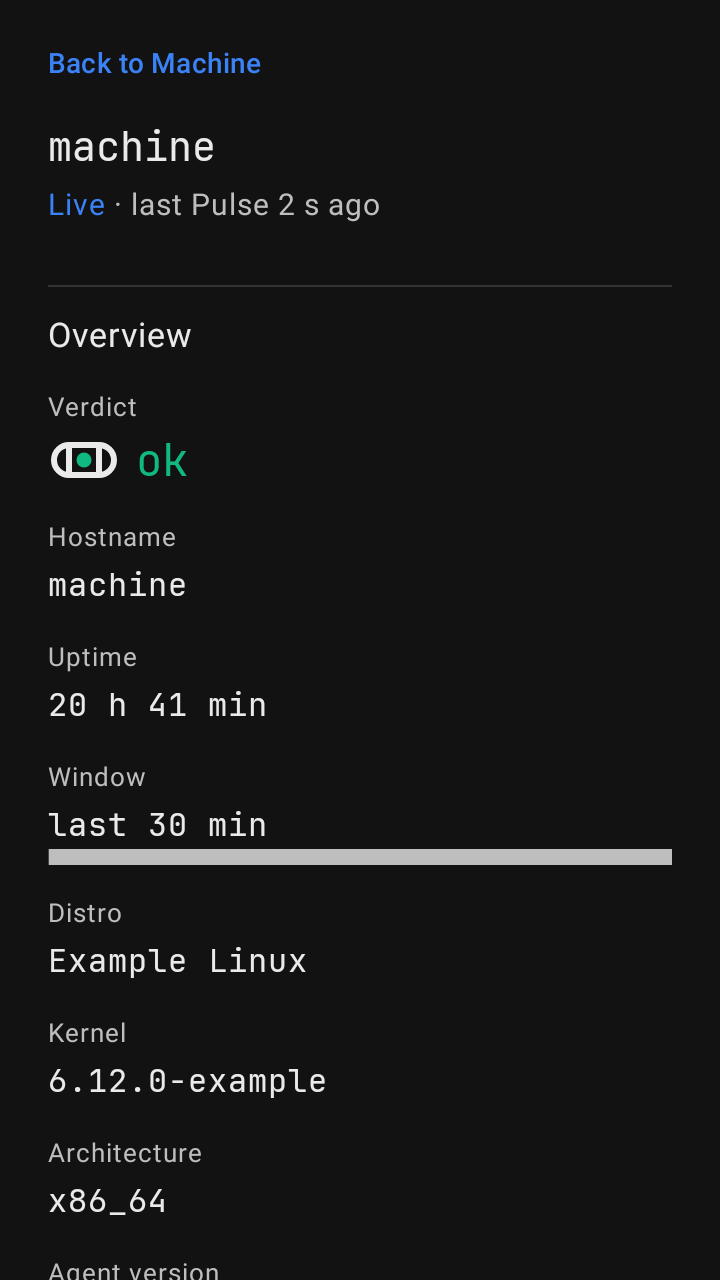 Back to Machine
machine
Live · last Pulse 2 s ago
Overview
Verdict
ok
Hostname
machine
Uptime
20 h 41 min
Window
last 30 min
Distro
Example Linux
Kernel
6.12.0-example
Architecture
x86_64
Agent version